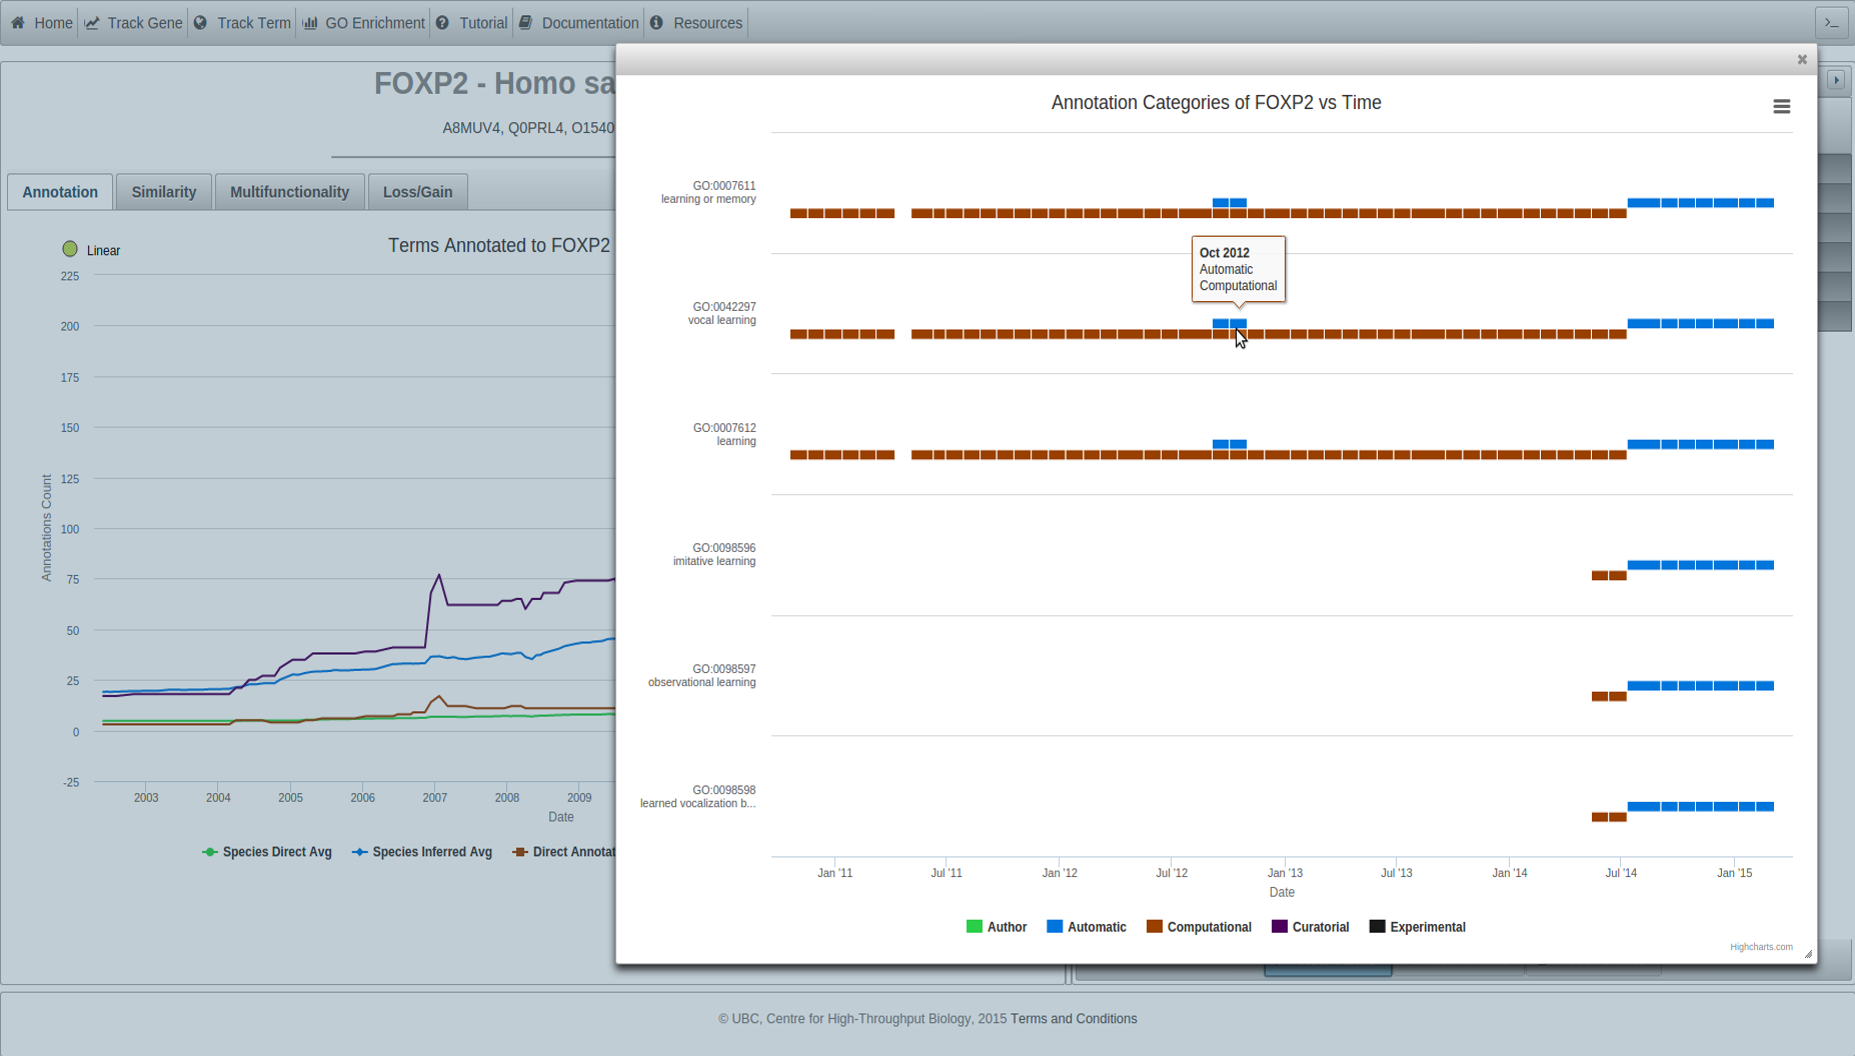 Home
Track Gene
Track Term
GO Enrichment
Tutorial
Documentation
Resources
FOXP2 - Homo sa
A8MUV4, Q0PRL4, O1540
Annotation
Similarity
Multifunctionality
Loss/Gain
Linear
Terms Annotated to FOXP2
225
200
175
150
125
100
75
50
25
0
-25
Annotations Count
2003
2004
2005
2006
2007
2008
2009
Date
Species Direct Avg
Species Inferred Avg
Direct Annotat
Annotation Categories of FOXP2 vs Time
GO:0007611
learning or memory
Oct 2012
Automatic
Computational
GO:0042297
vocal learning
GO:0007612
learning
GO:0098596
imitative learning
GO:0098597
observational learning
GO:0098598
learned vocalization b...
Jan '11
Jul '11
Jan '12
Jul '12
Jan '13
Jul '13
Jan '14
Jul '14
Jan '15
Date
Author
Automatic
Computational
Curatorial
Experimental
Highcharts.com
© UBC, Centre for High-Throughput Biology, 2015 Terms and Conditions